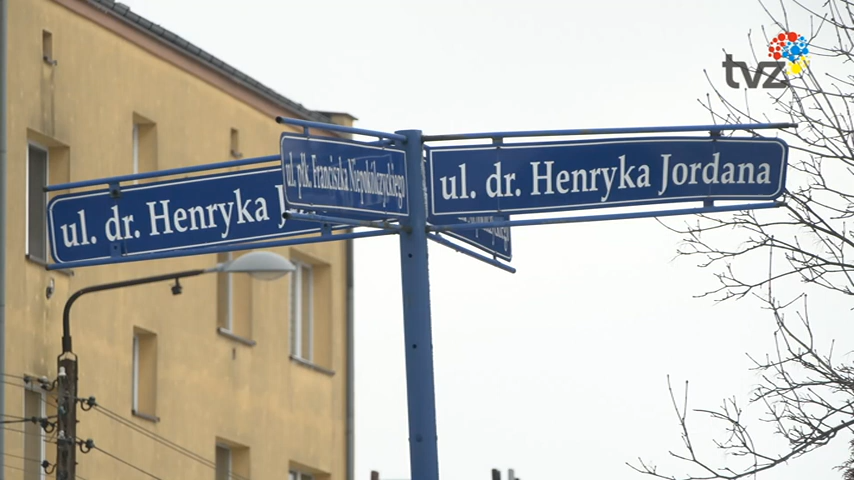 tvz
ul. dr. Henryka J
ul. płk. Franciszka Niepokólczyckiego
ul. dr. Henryka Jordana